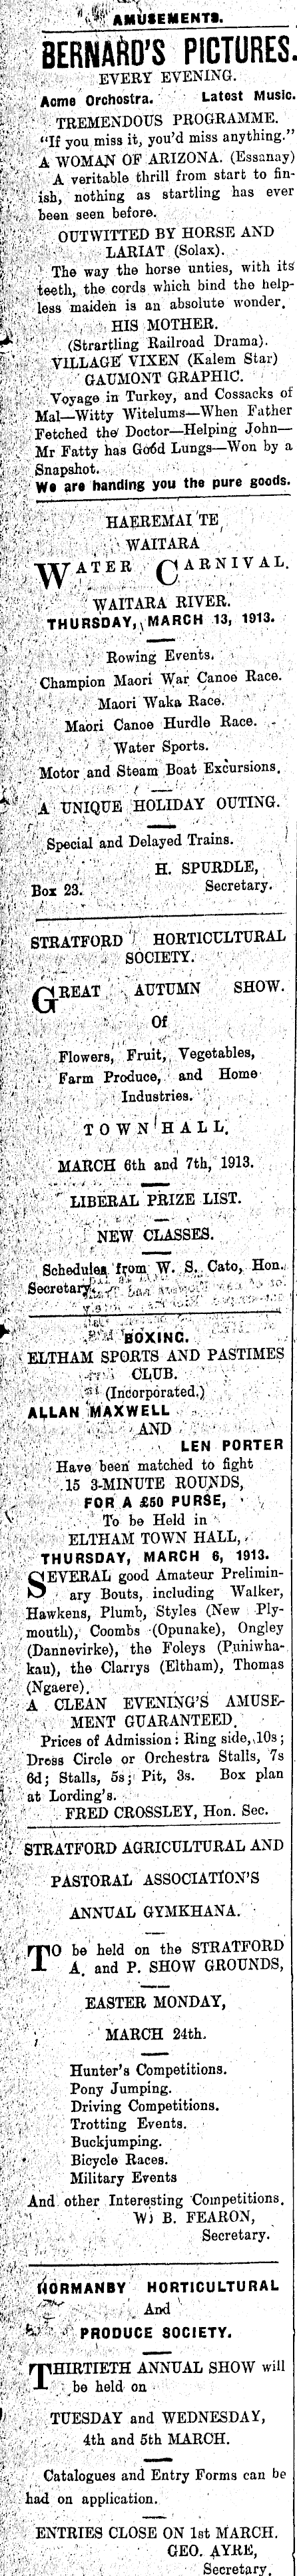 AMUSEMENTS.
BERNARD'S PICTURES.
EVERY EVENING.
Acme Orchostra. Latest Music.
TREMENDOUS PROGRAMME.
"If you miss it, you'd miss anything."
A WOMAN OF ARIZONA. (Essanay)
A veritable thrill from start to fin-
ish, nothing as startling has ever
been seen before.
OUTWITTED BY HORSE AND
LARIAT (Solax).
The way the horse unties, with its
teeth, the cords which bind the help-
less maiden is an absolute wonder.
HIS MOTHER.
(Strartling Railroad Drama).
VILLAGE VIXEN (Kalem Star)
GAUMONT GRAPHIC.
Voyage in Turkey, and Cossacks of
Mal—Witty Witelums—When Father
Fetched the Doctor—Helping John—
Mr Fatty has Good Lungs—Won by a
Snapshot.
We are handing you the pure goods.
HAEREMAI TE
WAITARA
WATER CARNIVAL.
WAITARA RIVER.
THURSDAY, MARCH 13, 1913.
Rowing Events.
Champion Maori War Canoe Race.
Maori Waka Race.
Maori Canoe Hurdle Race.
Water Sports.
Motor and Steam Boat Excursions.
A UNIQUE HOLIDAY OUTING.
Special and Delayed Trains.
H. SPURDLE,
Box 23. Secretary.
STRATFORD HORTICULTURAL
SOCIETY.
GREAT AUTUMN SHOW.
Of
Flowers, Fruit, Vegetables,
Farm Produce, and Home
Industries.
TOWN HALL.
MARCH 6th and 7th, 1913.
LIBERAL PRIZE LIST.
NEW CLASSES.
Schedules from W. S. Cato, Hon.
Secretary.
BOXING.
ELTHAM SPORTS AND PASTIMES
CLUB.
(Incorporated.)
ALLAN MAXWELL
AND
LEN PORTER
Have been matched to fight
15 3-MINUTE ROUNDS,
FOR A £50 PURSE,
To be Held in
ELTHAM TOWN HALL,
THURSDAY, MARCH 6, 1913.
SEVERAL good Amateur Prelimin-
ary Bouts, including Walker,
Hawkens, Plumb, Styles (New Ply-
mouth), Coombs (Opunake), Ongley
(Dannevirke), the Foleys (Puniwha-
kau), the Clarrys (Eltham), Thomas
(Ngaere).
A CLEAN EVENING'S AMUSE-
MENT GUARANTEED.
Prices of Admission: Ring side, 10s;
Dress Circle or Orchestra Stalls, 7s
6d; Stalls, 5s; Pit, 3s. Box plan
at Lording's.
FRED CROSSLEY, Hon. Sec.
STRATFORD AGRICULTURAL AND
PASTORAL ASSOCIATION'S
ANNUAL GYMKHANA.
TO be held on the STRATFORD
A. and P. SHOW GROUNDS,
EASTER MONDAY,
MARCH 24th.
Hunter's Competitions.
Pony Jumping.
Driving Competitions.
Trotting Events.
Buckjumping.
Bicycle Races.
Military Events
And other Interesting Competitions.
W. B. FEARON,
Secretary.
NORMANBY HORTICULTURAL
And
PRODUCE SOCIETY.
THIRTIETH ANNUAL SHOW will
be held on
TUESDAY and WEDNESDAY,
4th and 5th MARCH.
Catalogues and Entry Forms can be
had on application.
ENTRIES CLOSE ON 1st MARCH.
GEO. AYRE,
Secretary.